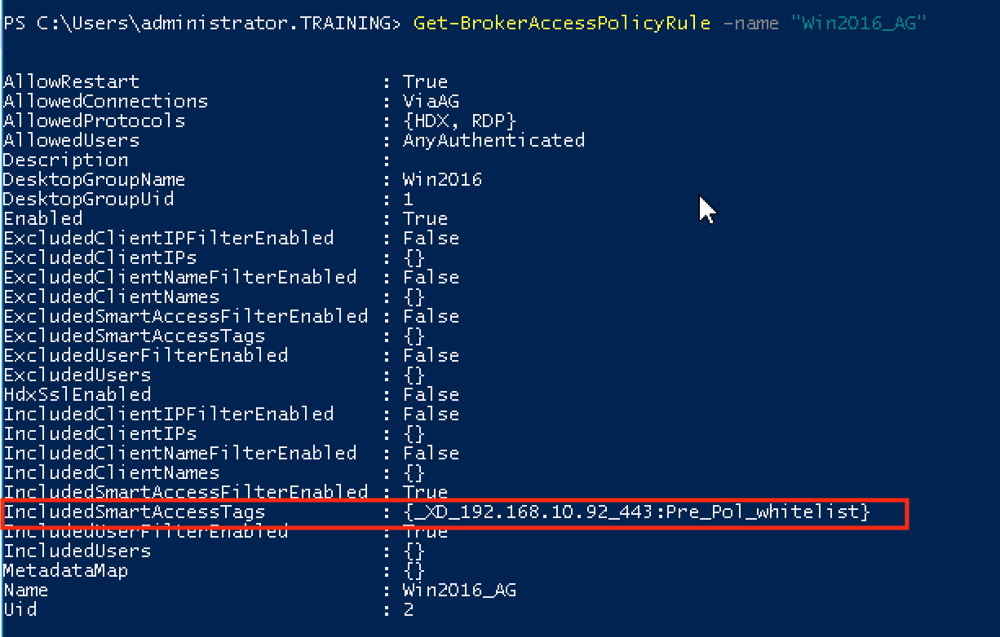 PS C:\Users\administrator.TRAINING> Get-BrokerAccessPolicyRule -name "Win2016_AG"
AllowRestart : True
AllowedConnections : ViaAG
AllowedProtocols : {HDX, RDP}
AllowedUsers : AnyAuthenticated
Description :
DesktopGroupName : Win2016
DesktopGroupUid : 1
Enabled : True
ExcludedClientIPFilterEnabled : False
ExcludedClientIPs : {}
ExcludedClientNameFilterEnabled : False
ExcludedClientNames : {}
ExcludedSmartAccessFilterEnabled : False
ExcludedSmartAccessTags : {}
ExcludedUserFilterEnabled : False
ExcludedUsers : {}
HdxSslEnabled : False
IncludedClientIPFilterEnabled : False
IncludedClientIPs : {}
IncludedClientNameFilterEnabled : False
IncludedClientNames : {}
IncludedSmartAccessFilterEnabled : True
IncludedSmartAccessTags : {_XD_192.168.10.92_443:Pre_Pol_whitelist}
IncludedUserFilterEnabled : True
IncludedUsers : {}
MetadataMap : {}
Name : Win2016_AG
Uid : 2